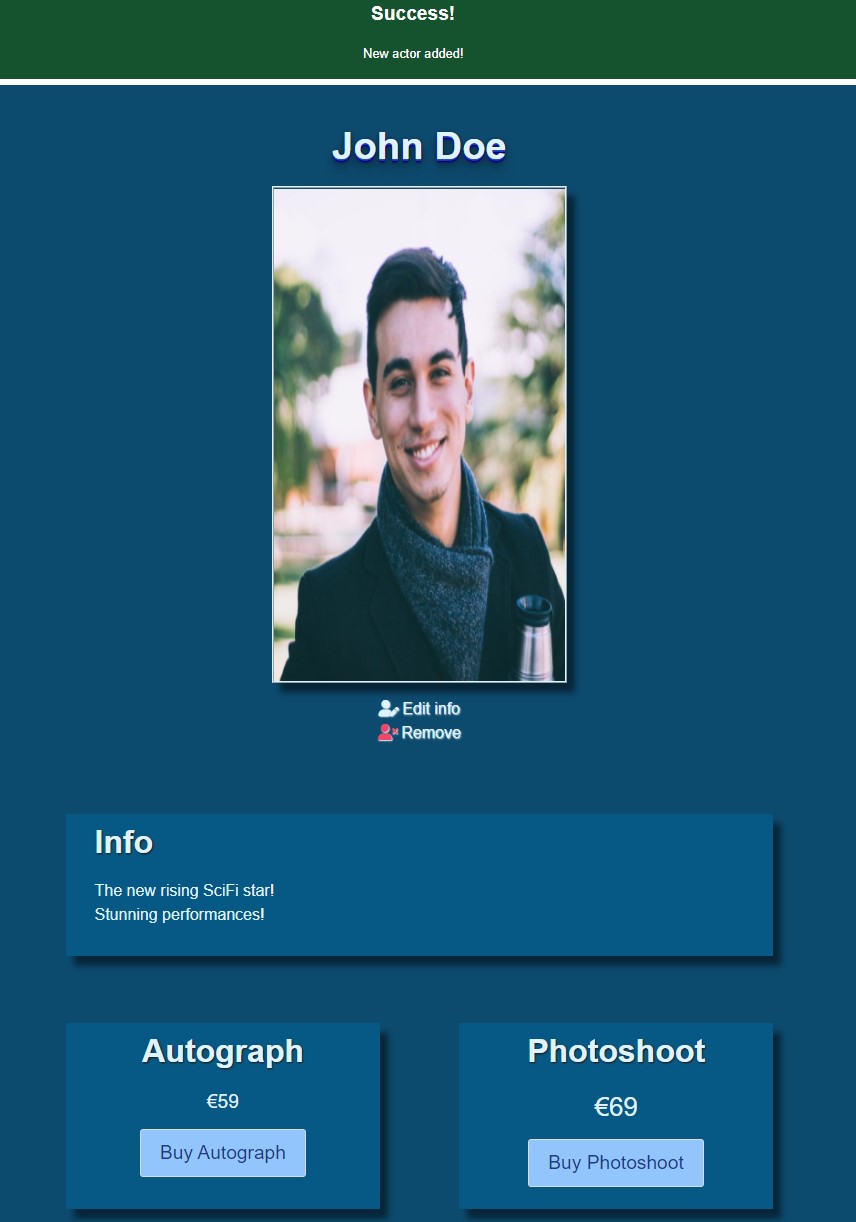 Success!
New actor added!
John Doe
Edit info
Remove
Info
The new rising SciFi star!
Stunning performances!
Autograph
€59
Buy Autograph
Photoshoot
€69
Buy Photoshoot